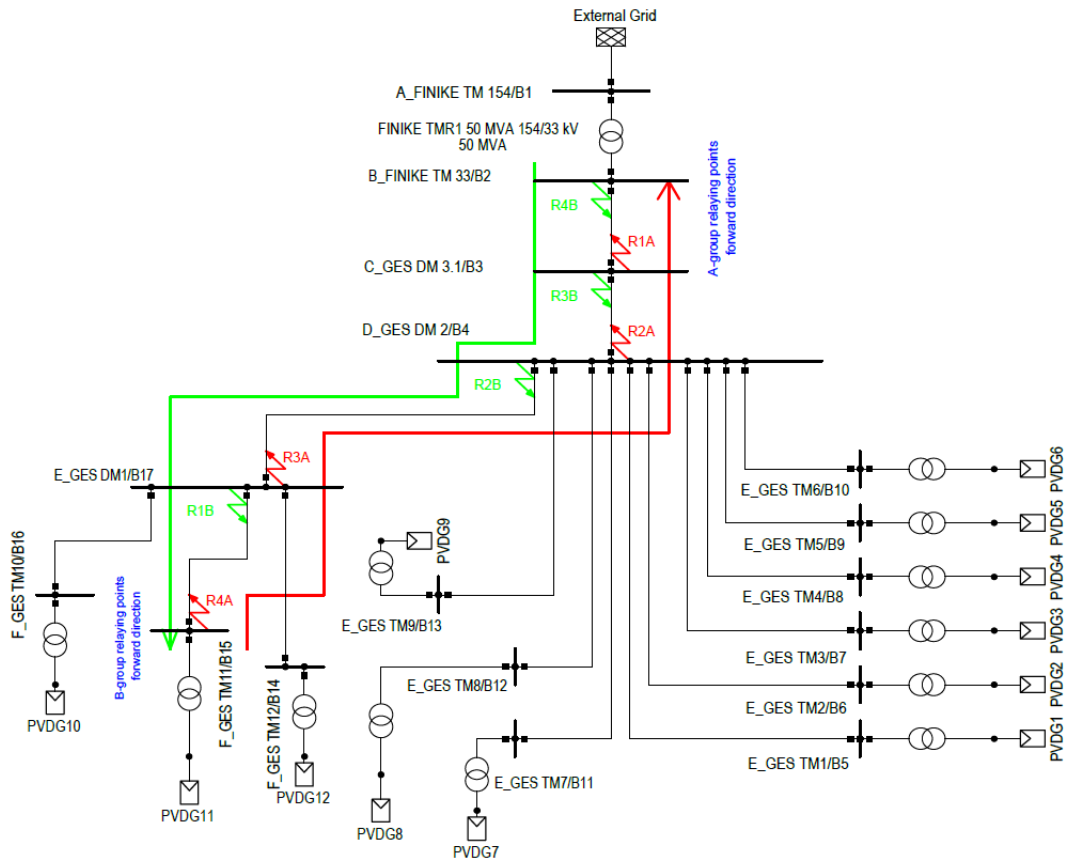 External Grid
A_FINIKE TM 154/B1
FINIKE TMR1 50 MVA 154/33 kV
50 MVA
B_FINIKE TM 33/B2
R4B
R1A
A-group relaying points
forward direction
C_GES DM 3.1/B3
R3B
D_GES DM 2/B4
R2A
R2B
R3A
E_GES DM1/B17
R1B
PVDG9
E_GES TM6/B10
PVDG6
E_GES TM5/B9
PVDG5
E_GES TM4/B8
PVDG4
E_GES TM3/B7
PVDG3
E_GES TM2/B6
PVDG2
E_GES TM1/B5
PVDG1
F_GES TM10/B16
R4A
B-group relaying points
forward direction
E_GES TM9/B13
F_GES TM11/B15
F_GES TM12/B14
E_GES TM8/B12
E_GES TM7/B11
PVDG10
PVDG11
PVDG12
PVDG8
PVDG7